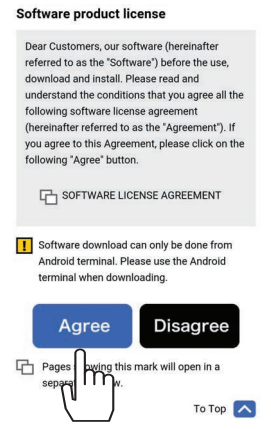 Software product license
Dear Customers, our software (hereinafter
referred to as the "Software") before the use,
download and install. Please read and
understand the conditions that you agree all the
following software license agreement
(hereinafter referred to as the "Agreement"). If
you agree to this Agreement, please click on the
following "Agree" button.
SOFTWARE LICENSE AGREEMENT
! Software download can only be done from
Android terminal. Please use the Android
terminal when downloading.
Agree Disagree
Pages this mark will open in a
To Top